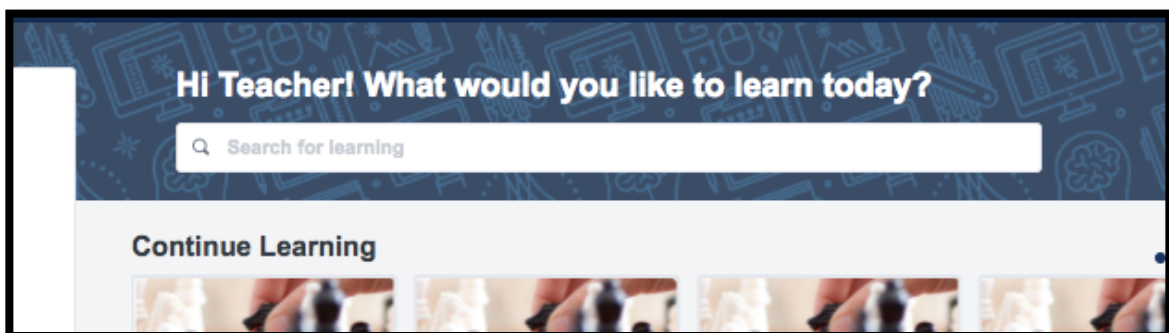 Hi Teacher! What would you like to learn today?
Search for learning
Continue Learning